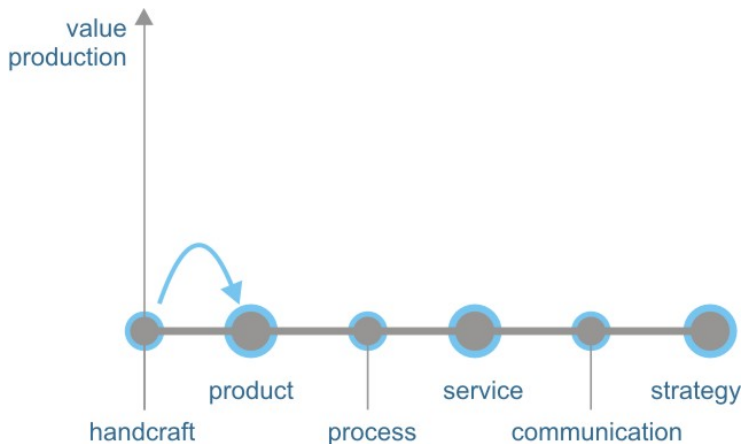 value
production
product
service
strategy
handcraft
process
communication